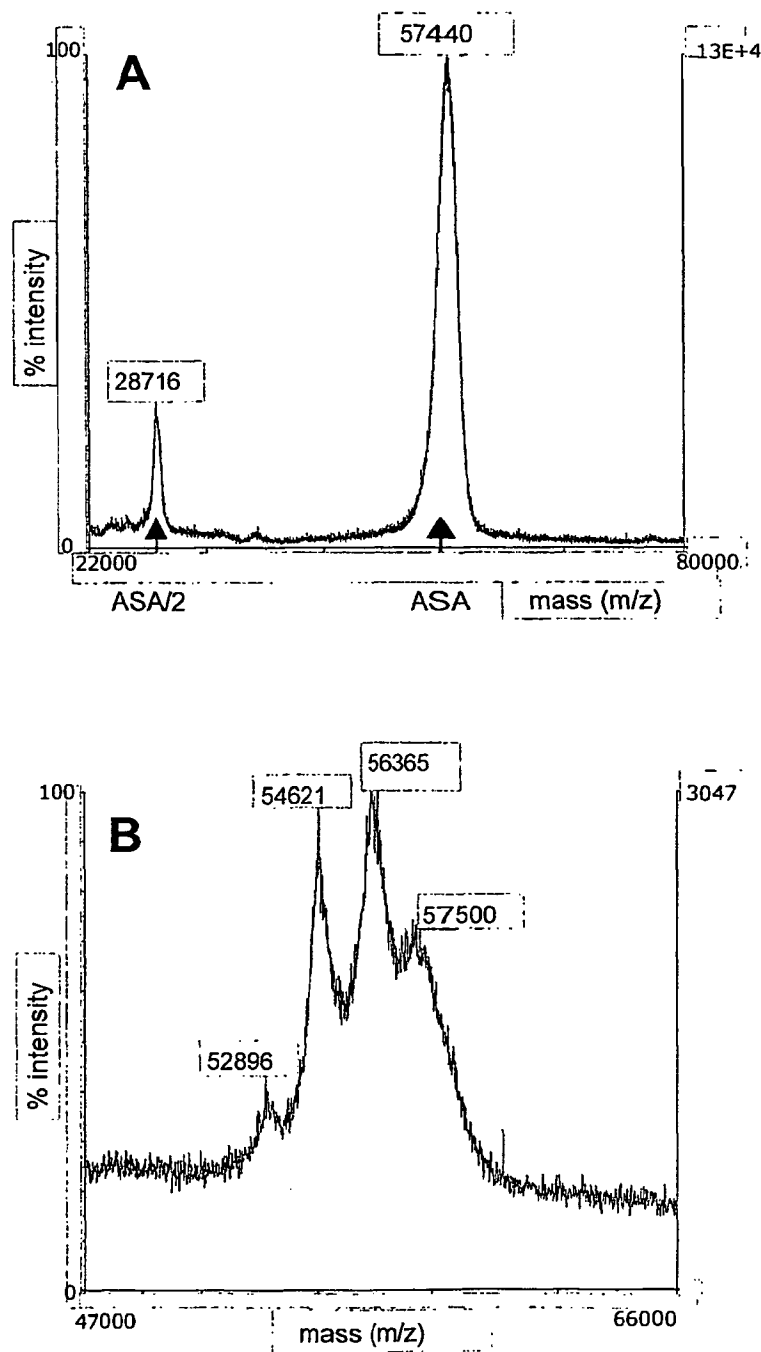 57440
100
A
13E+4
% intensity
28716
0
22000
80000
ASA/2
ASA
mass (m/z)
56365
54621
100
3047
B
57500
% intensity
52896
0
47000
66000
mass (m/z)